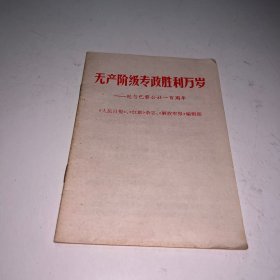 无产阶级专政胜利万岁
——纪念巴黎公社一百周年
《人民日报》、《红旗》杂志、《解放军报》编辑部